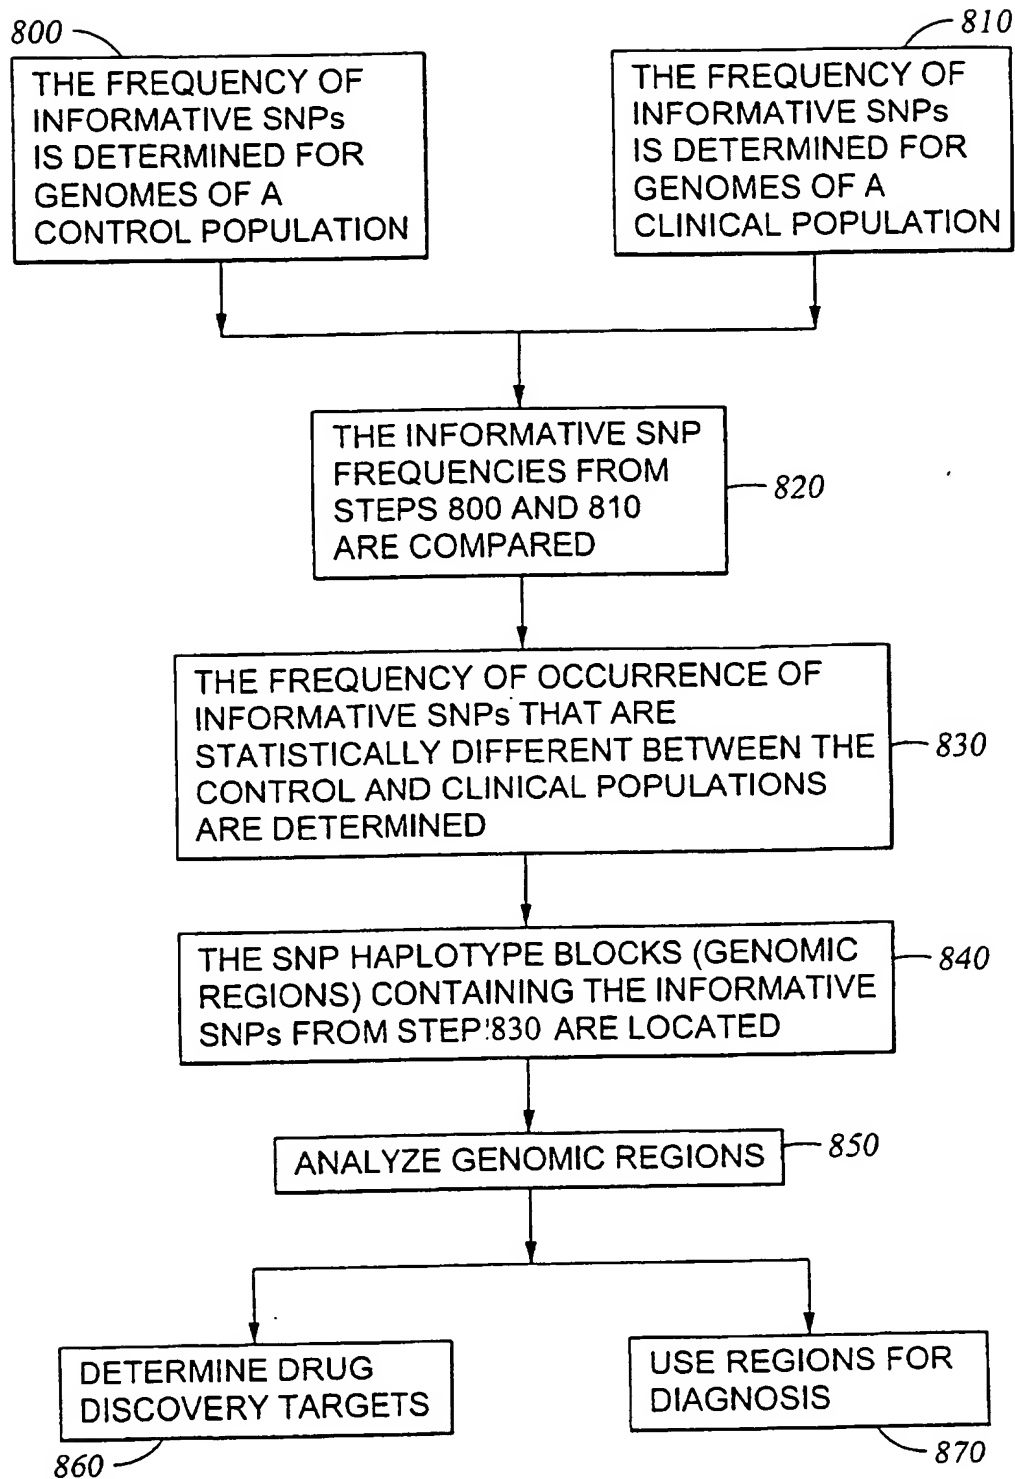 800
THE FREQUENCY OF
INFORMATIVE SNPs
IS DETERMINED FOR
GENOMES OF A
CONTROL POPULATION
810
THE FREQUENCY OF
INFORMATIVE SNPs
IS DETERMINED FOR
GENOMES OF A
CLINICAL POPULATION
THE INFORMATIVE SNP
FREQUENCIES FROM
STEPS 800 AND 810
ARE COMPARED
820
THE FREQUENCY OF OCCURRENCE OF
INFORMATIVE SNPs THAT ARE
STATISTICALLY DIFFERENT BETWEEN THE
CONTROL AND CLINICAL POPULATIONS
ARE DETERMINED
830
THE SNP HAPLOTYPE BLOCKS (GENOMIC
REGIONS) CONTAINING THE INFORMATIVE
SNPs FROM STEP 830 ARE LOCATED
840
ANALYZE GENOMIC REGIONS
850
DETERMINE DRUG
DISCOVERY TARGETS
860
USE REGIONS FOR
DIAGNOSIS
870